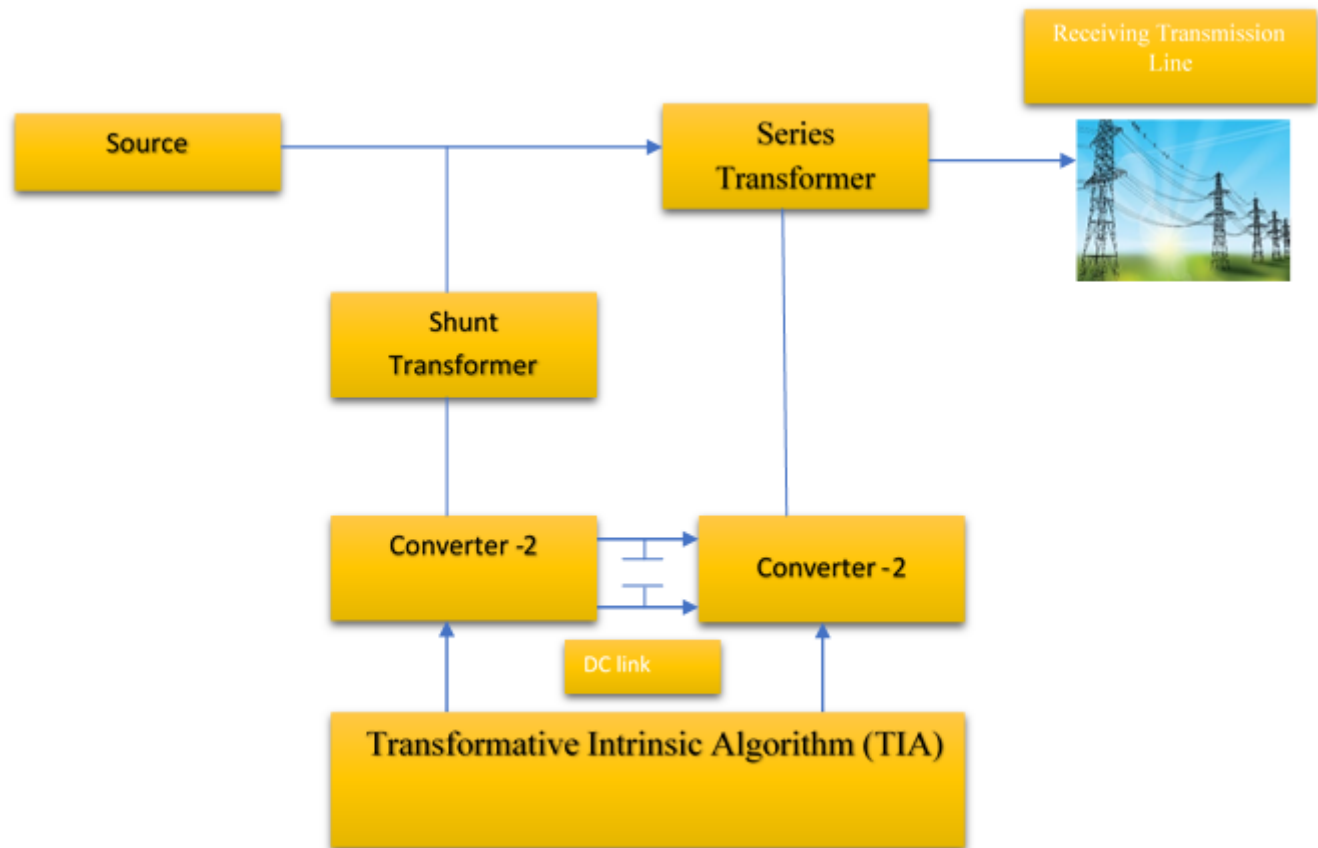 Receiving Transmission
Line
Source
Series
Transformer
Shunt
Transformer
Converter -2
Converter -2
DC link
Transformative Intrinsic Algorithm (TIA)